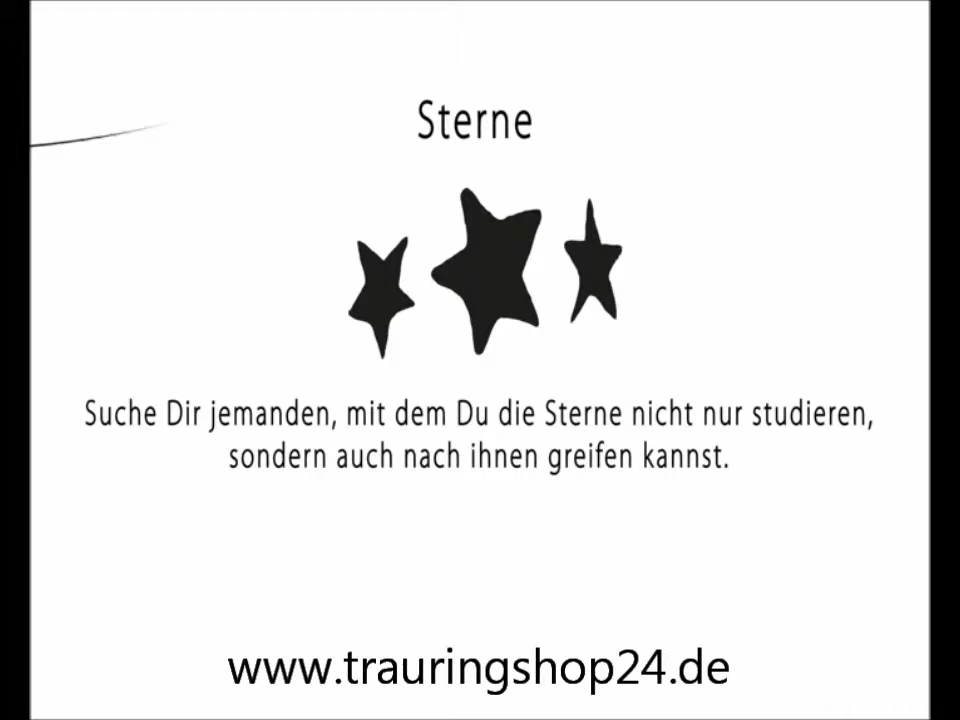 Sterne
Suche Dir jemanden, mit dem Du die Sterne nicht nur studieren,
sondern auch nach ihnen greifen kannst.
www.trauringshop24.de